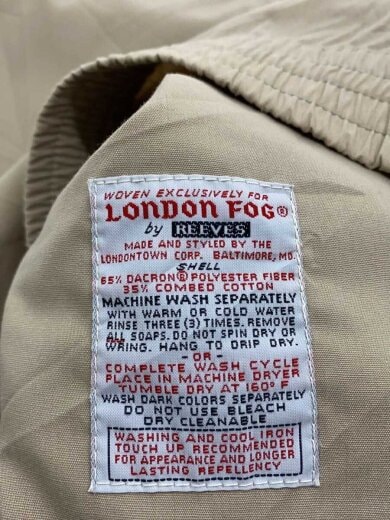 WOVEN EXCLUSIVELY FOR
LONDON FOG®
by REEVES
MADE AND STYLED BY THE
LONDONTOWN CORP. BALTIMORE, MD.
SHELL
65% DACRON® POLYESTER FIBER
35% COMBED COTTON
MACHINE WASH SEPARATELY
WITH WARM OR COLD WATER
RINSE THREE (3) TIMES. REMOVE
ALL SOAPS. DO NOT SPIN DRY OR
WRING. HANG TO DRIP DRY.
-OR-
COMPLETE WASH CYCLE
PLACE IN MACHINE DRYER
TUMBLE DRY AT 160° F
WASH DARK COLORS SEPARATELY
DO NOT USE BLEACH
DRY CLEANABLE
WASHING AND COOL IRON
TOUCH UP RECOMMENDED
FOR APPEARANCE AND LONGER
LASTING REPELLENCY